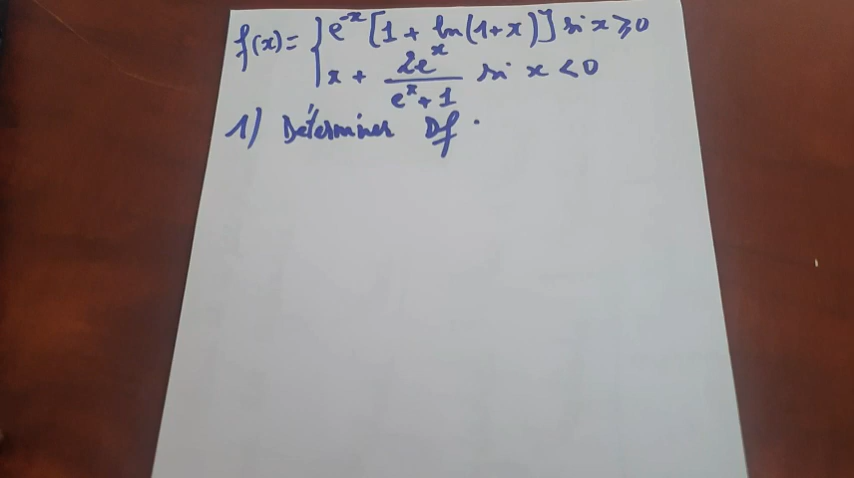 f(x) = { e^-x [1 + ln(1+x)] si x ≥ 0
x + 2e^x / (e^x + 1) si x < 0
1) Déterminer Df.